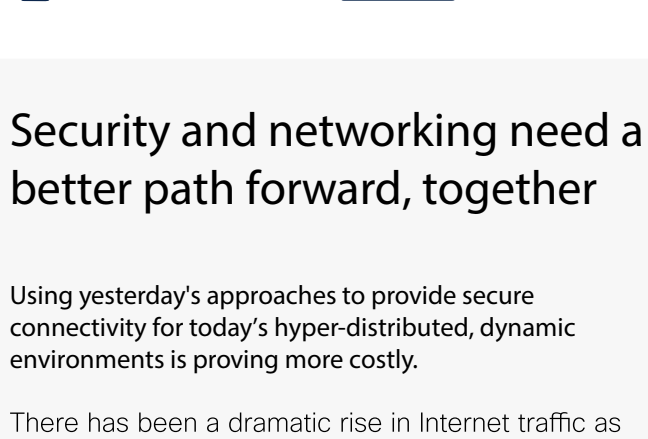 Security and networking need a
better path forward, together
Using yesterday's approaches to provide secure
connectivity for today’s hyper-distributed, dynamic
environments is proving more costly.
There has been a dramatic rise in Internet traffic as